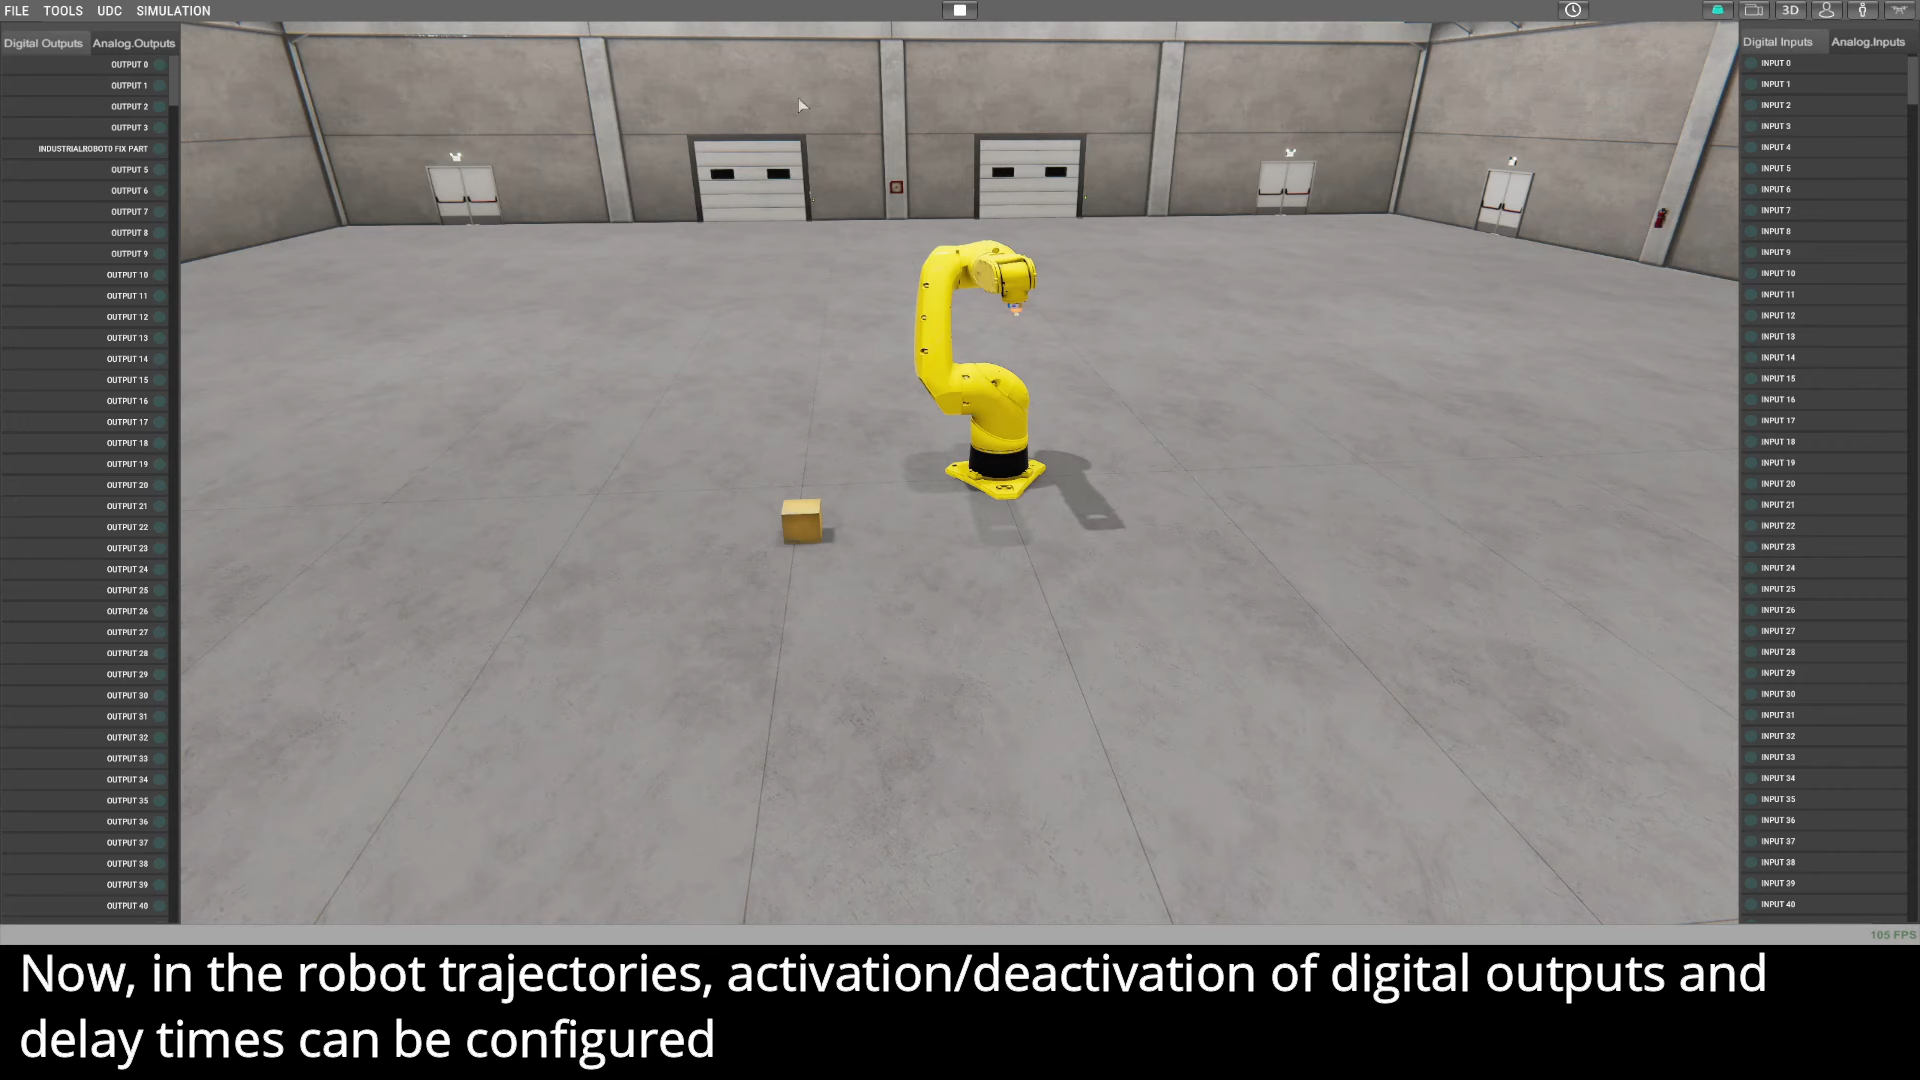 FILE TOOLS UDC SIMULATION 3D
Digital Outputs Analog.Outputs
OUTPUT 0
OUTPUT 1
OUTPUT 2
OUTPUT 3
INDUSTRIALROBOT0 FIX PART
OUTPUT 5
OUTPUT 6
OUTPUT 7
OUTPUT 8
OUTPUT 9
OUTPUT 10
OUTPUT 11
OUTPUT 12
OUTPUT 13
OUTPUT 14
OUTPUT 15
OUTPUT 16
OUTPUT 17
OUTPUT 18
OUTPUT 19
OUTPUT 20
OUTPUT 21
OUTPUT 22
OUTPUT 23
OUTPUT 24
OUTPUT 25
OUTPUT 26
OUTPUT 27
OUTPUT 28
OUTPUT 29
OUTPUT 30
OUTPUT 31
OUTPUT 32
OUTPUT 33
OUTPUT 34
OUTPUT 35
OUTPUT 36
OUTPUT 37
OUTPUT 38
OUTPUT 39
OUTPUT 40
Digital Inputs Analog.Inputs
INPUT 0
INPUT 1
INPUT 2
INPUT 3
INPUT 4
INPUT 5
INPUT 6
INPUT 7
INPUT 8
INPUT 9
INPUT 10
INPUT 11
INPUT 12
INPUT 13
INPUT 14
INPUT 15
INPUT 16
INPUT 17
INPUT 18
INPUT 19
INPUT 20
INPUT 21
INPUT 22
INPUT 23
INPUT 24
INPUT 25
INPUT 26
INPUT 27
INPUT 28
INPUT 29
INPUT 30
INPUT 31
INPUT 32
INPUT 33
INPUT 34
INPUT 35
INPUT 36
INPUT 37
INPUT 38
INPUT 39
INPUT 40
105 FPS
Now, in the robot trajectories, activation/deactivation of digital outputs and
delay times can be configured